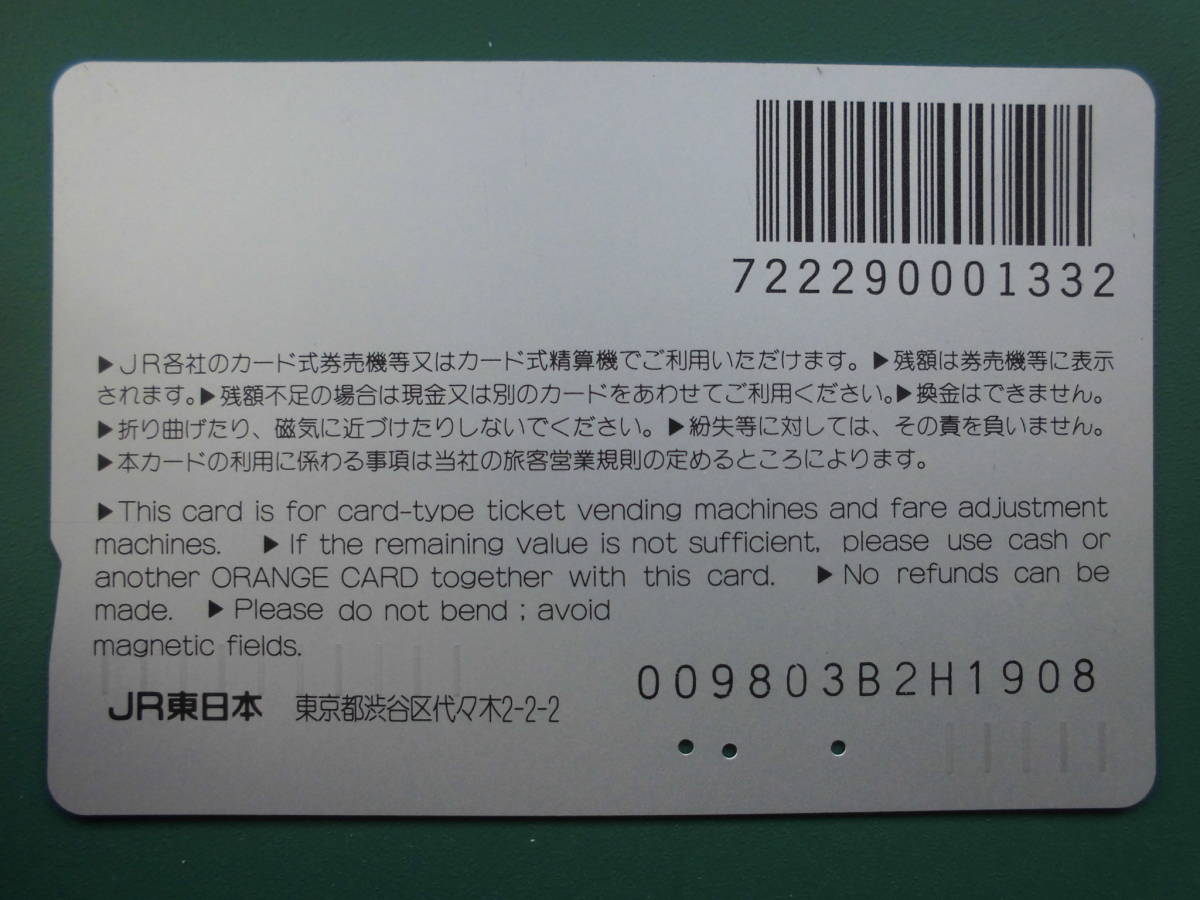 722290001332
▶JR各社のカード式券売機等又はカード式精算機でご利用いただけます。▶残額は券売機等に表示
されます。▶残額不足の場合は現金又は別のカードをあわせてご利用ください。▶換金はできません。
▶折り曲げたり、磁気に近づけたりしないでください。▶紛失等に対しては、その責を負いません。
▶本カードの利用に係わる事項は当社の旅客営業規則の定めるところによります。
▶This card is for card-type ticket vending machines and fare adjustment
machines. ▶If the remaining value is not sufficient, please use cash or
another ORANGE CARD together with this card. ▶No refunds can be
made. ▶Please do not bend ; avoid
magnetic fields.
009803B2H1908
JR東日本 東京都渋谷区代々木2-2-2